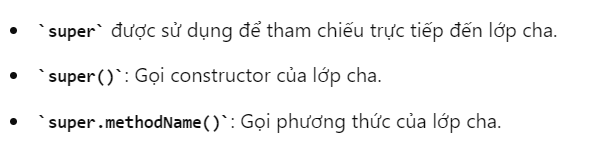 • `super` được sử dụng để tham chiếu trực tiếp đến lớp cha.
• `super()`: Gọi constructor của lớp cha.
• `super.methodName()`: Gọi phương thức của lớp cha.